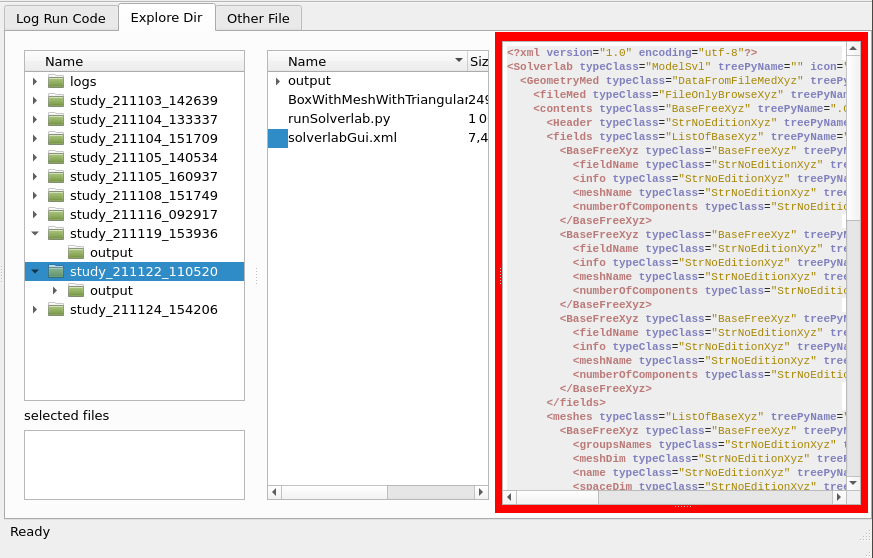 Log Run Code
Explore Dir
Other File
Name
logs
study_211103_142639
study_211104_133337
study_211104_151709
study_211105_140534
study_211105_160937
study_211108_151749
study_211116_092917
study_211119_153936
output
study_211122_110520
output
study_211124_154206
selected files
Name
Siz
output
BoxWithMeshWithTriangular
249
runSolverlab.py
1 0
solverlabGui.xml
7,4
<?xml version="1.0" encoding="utf-8"?>
<Solverlab typeClass="ModelSvl" treePyName="" icon="
<GeometryMed typeClass="DataFromFileMedXyz" treePy
<fileMed typeClass="FileOnlyBrowseXyz" treePyNam
<contents typeClass="BaseFreeXyz" treePyName=".G
<Header typeClass="StrNoEditionXyz" treePyName
<fields typeClass="ListOfBaseXyz" treePyName="
<BaseFreeXyz typeClass="BaseFreeXyz" treePyN
<fieldName typeClass="StrNoEditionXyz" tre
<info typeClass="StrNoEditionXyz" treePyNa
<meshName typeClass="StrNoEditionXyz" tree
<numberOfComponents typeClass="StrNoEditio
</BaseFreeXyz>
<BaseFreeXyz typeClass="BaseFreeXyz" treePyN
<fieldName typeClass="StrNoEditionXyz" tre
<info typeClass="StrNoEditionXyz" treePyNa
<meshName typeClass="StrNoEditionXyz" tree
<numberOfComponents typeClass="StrNoEditio
</BaseFreeXyz>
<BaseFreeXyz typeClass="BaseFreeXyz" treePyN
<fieldName typeClass="StrNoEditionXyz" tre
<info typeClass="StrNoEditionXyz" treePyNa
<meshName typeClass="StrNoEditionXyz" tree
<numberOfComponents typeClass="StrNoEditio
</BaseFreeXyz>
</fields>
<meshes typeClass="ListOfBaseXyz" treePyName="
<BaseFreeXyz typeClass="BaseFreeXyz" treePyN
<groupsNames typeClass="StrNoEditionXyz" t
<meshDim typeClass="StrNoEditionXyz" treeP
<name typeClass="StrNoEditionXyz" treePyNa
<spaceDim typeClass="StrNoEditionXyz" tree
Ready